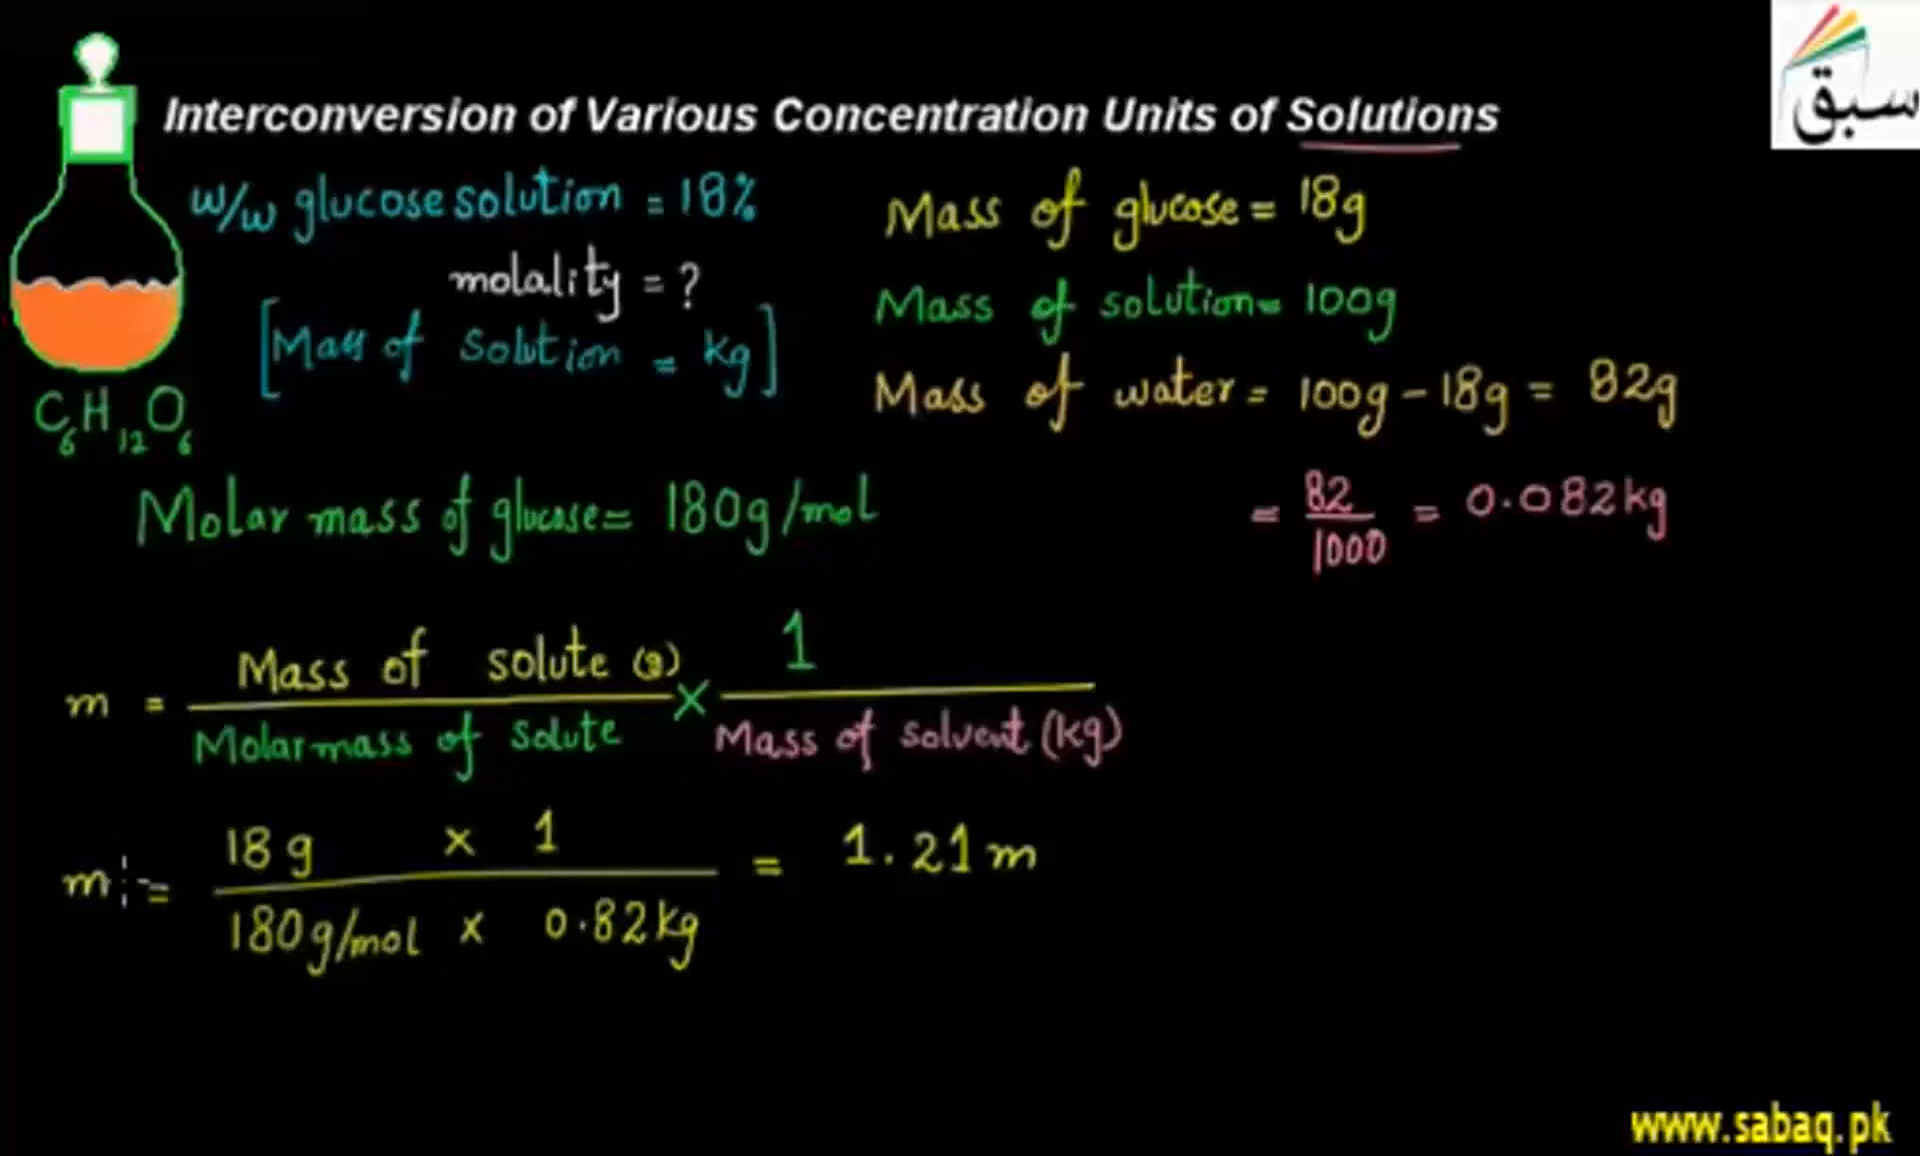 سبق
Interconversion of Various Concentration Units of Solutions
w/w glucose solution = 18%
molality = ?
[Mass of Solution = kg]
C6H12O6
Mass of glucose = 18g
Mass of solution = 100g
Mass of water = 100g - 18g = 82g
= 82/1000 = 0.082kg
Molar mass of glucose = 180g/mol
m = Mass of solute (g)/Molar mass of solute × 1/Mass of solvent (kg)
m = 18g × 1/180g/mol × 0.82kg = 1.21m
www.sabaq.pk